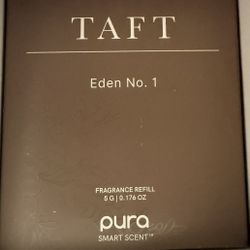 TAFT
Eden No. 1
FRAGRANCE REFILL
5 G | 0.176 OZ
pura
SMART SCENT™